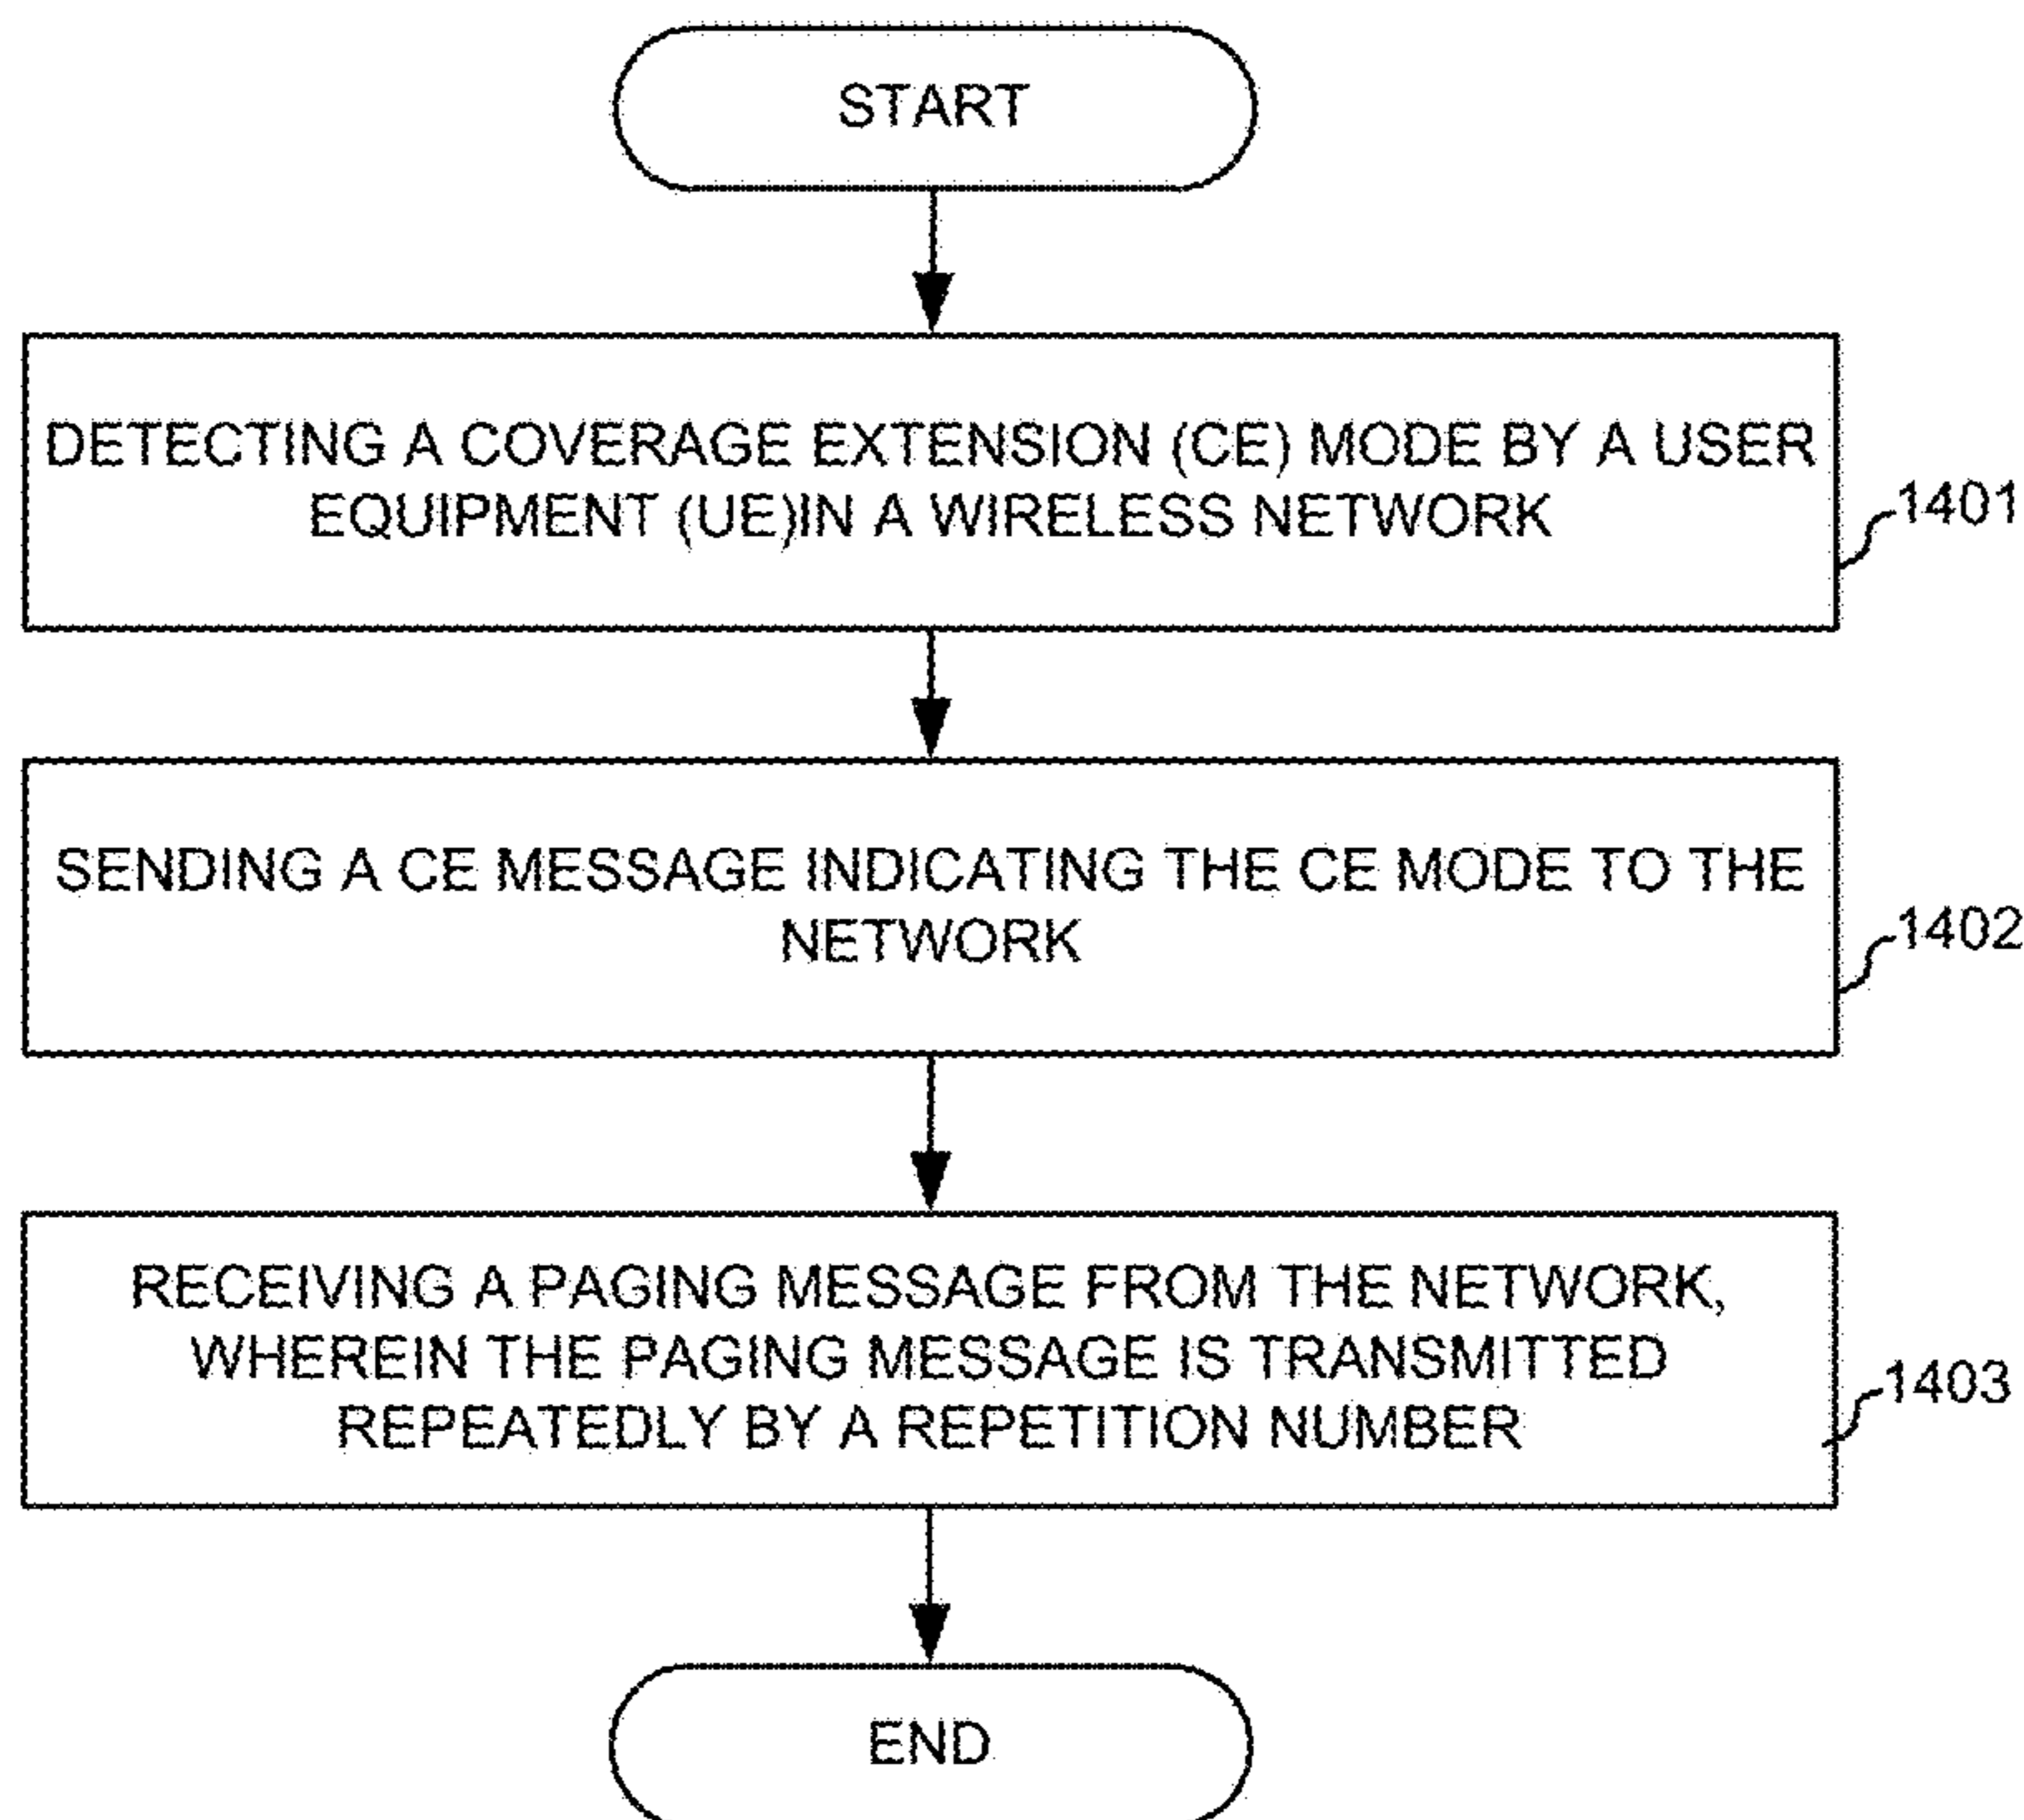 START
DETECTING A COVERAGE EXTENSION (CE) MODE BY A USER
EQUIPMENT (UE)IN A WIRELESS NETWORK
1401
SENDING A CE MESSAGE INDICATING THE CE MODE TO THE
NETWORK
1402
RECEIVING A PAGING MESSAGE FROM THE NETWORK,
WHEREIN THE PAGING MESSAGE IS TRANSMITTED
REPEATEDLY BY A REPETITION NUMBER
1403
END